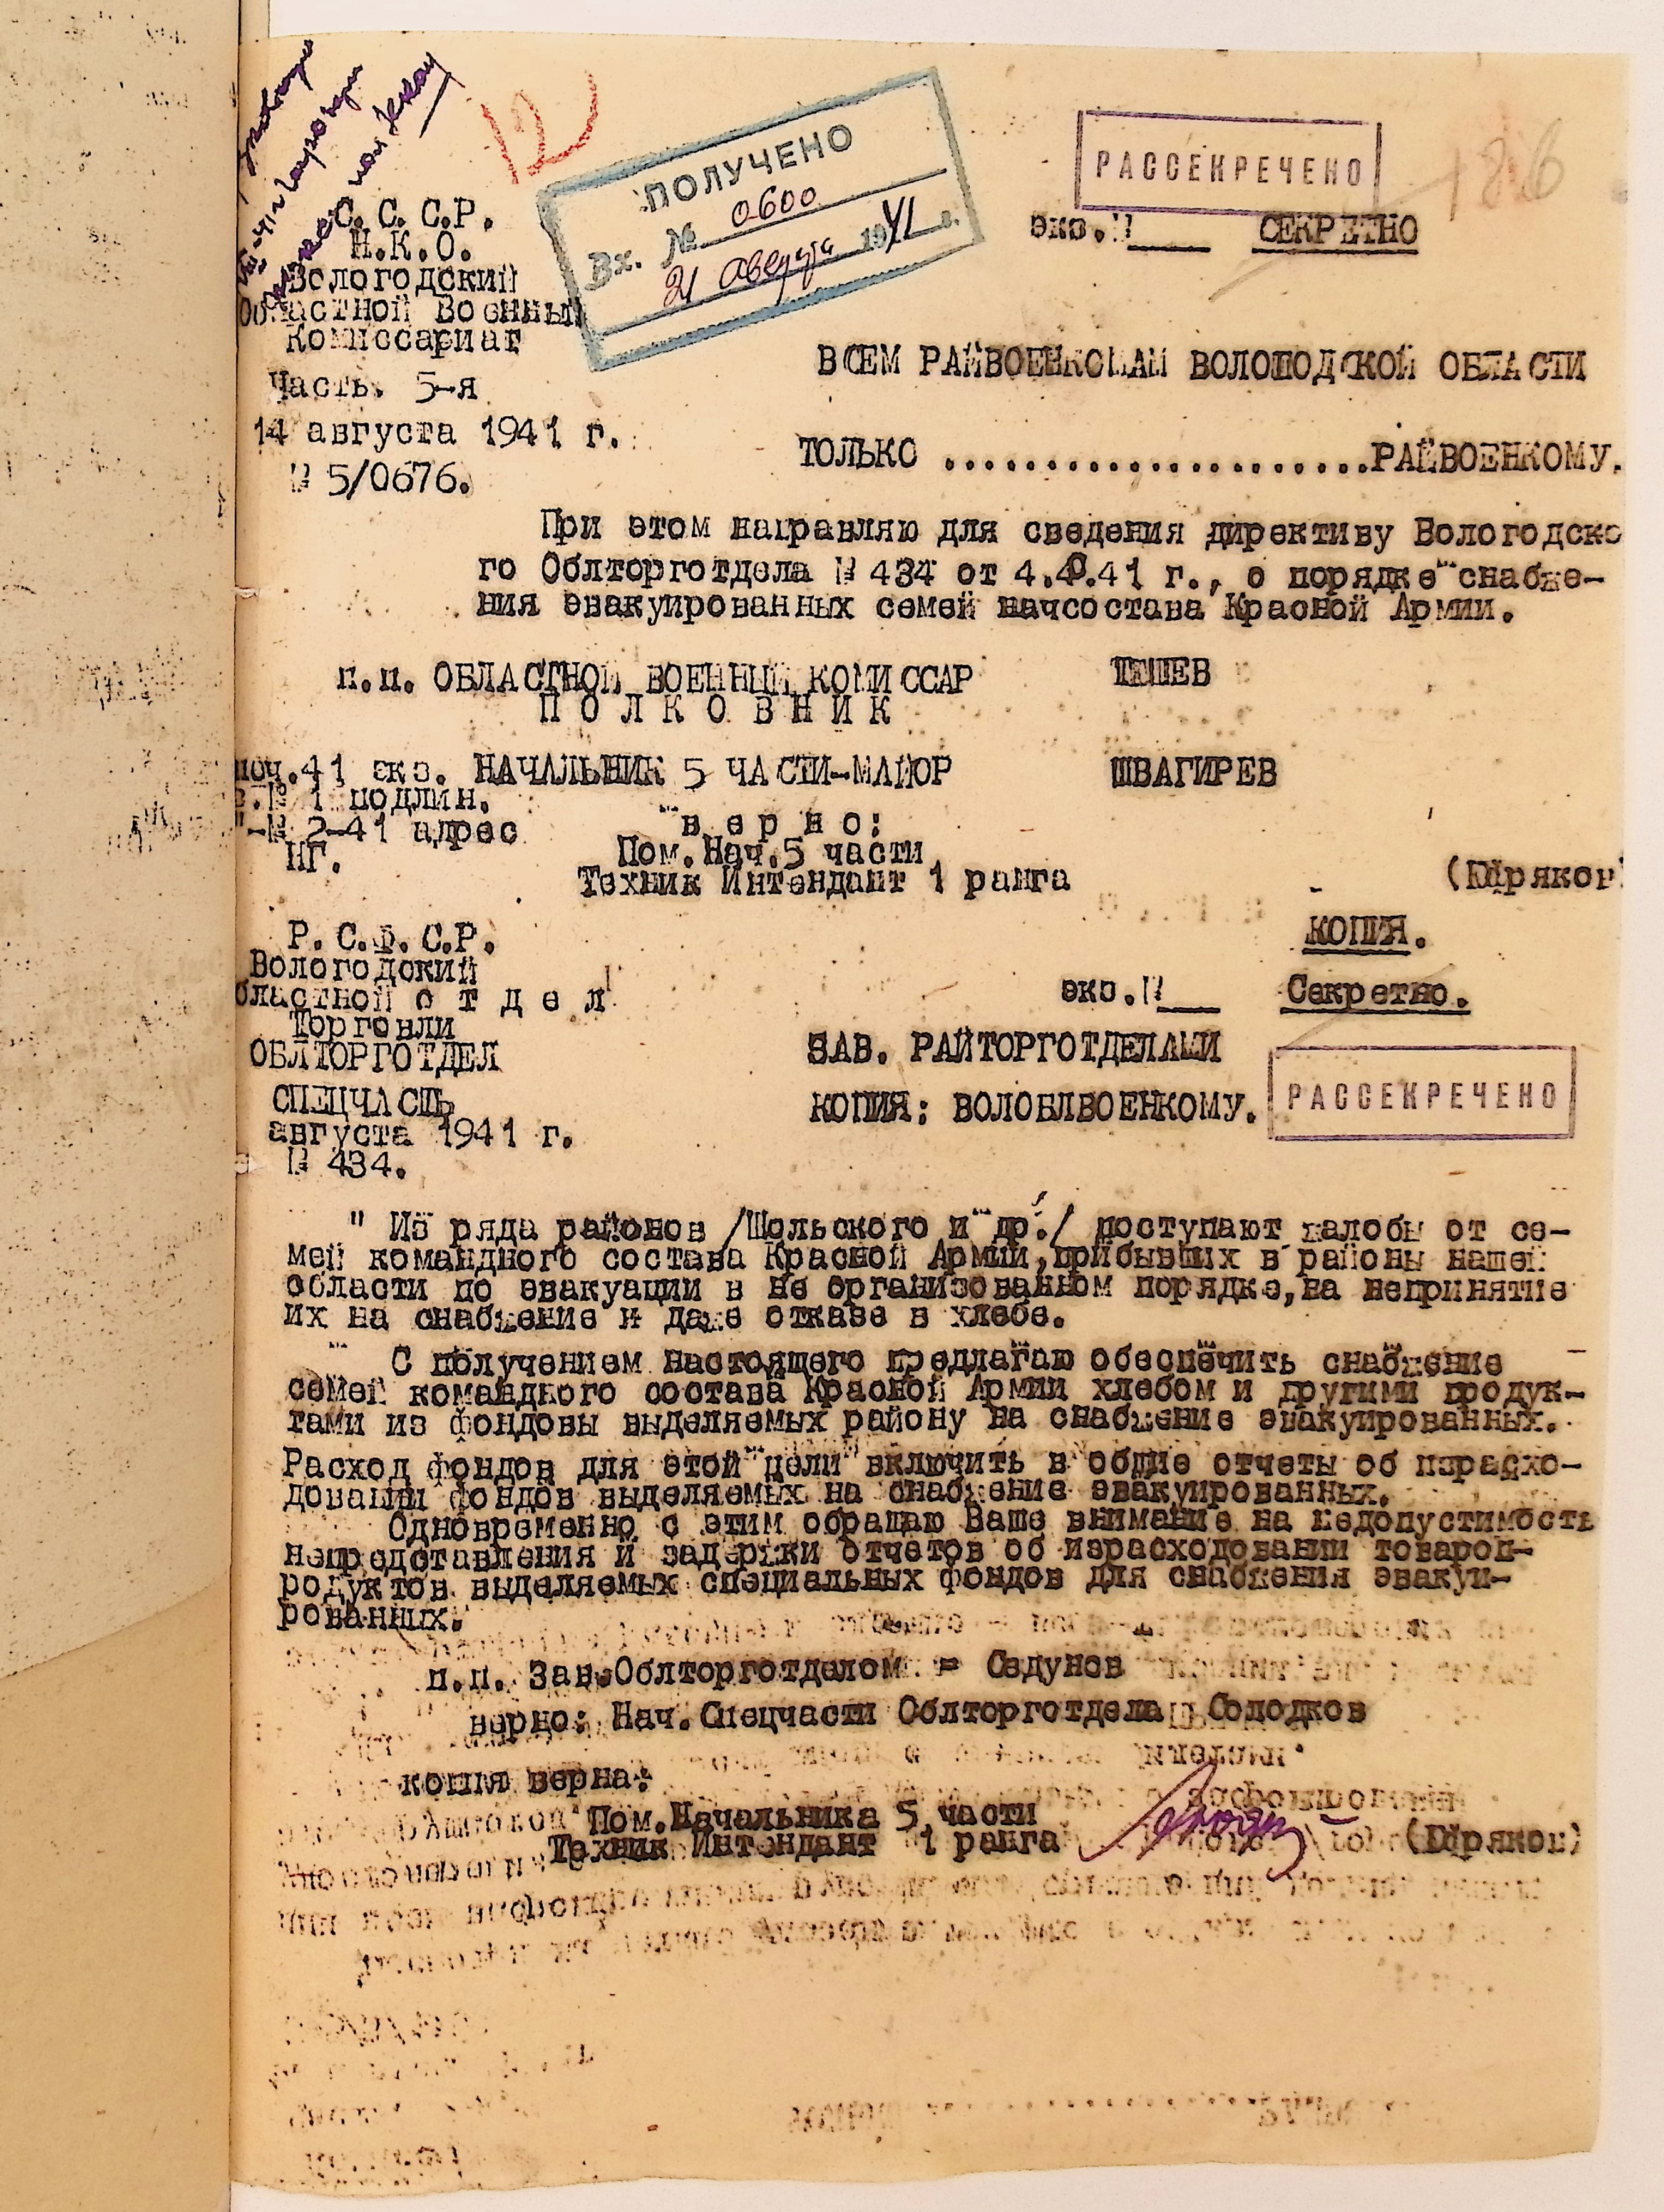 12
ПОЛУЧЕНО
Вх. № 0600
21 августа 1941 г.
РАССЕКРЕЧЕНО
экз.№ СЕКРЕТНО
С.С.С.Р.
Н.К.О.
Вологодский
Областной Военный
Комиссариат
Часть. 5-я
14 августа 1941 г.
№ 5/0676.
ВСЕМ РАЙВОЕНКОМАМ ВОЛОГОДСКОЙ ОБЛАСТИ
ТОЛЬКО ......................РАЙВОЕНКОМУ.
При этом направляю для сведения директиву Вологодско
го Облторготдела № 434 от 4.8.41 г., о порядке снабже-
ния эвакуированных семей начсостава Красной Армии.
п.п. ОБЛАСТНОЙ ВОЕННЫЙ КОМИССАР
ПОЛКОВНИК
НАЧАЛЬНИК 5 ЧАСТИ-МАЙОР ШВАГИРЕВ
поч.41 экз.
э.№ 1 подлин.
"-№ 2-41 адрес
НГ.
верно:
Пом.Нач.5 части
Техник Интендант 1 ранга
Р.С.Ф.С.Р.
Вологодский
бластной отдел
Торговли
ОБЛТОРГОТДЕЛ
СПЕЦЧАСТЬ
августа 1941 г.
№ 434.
КОПИЯ.
экз.№ Секретно.
ЗАВ. РАЙТОРГОТДЕЛАМИ
КОПИЯ: ВОЛОБЛВОЕНКОМУ.
РАССЕКРЕЧЕНО
" Из ряда районов /Шольского и др./ поступают жалобы от се-
мей командного состава Красной Армии,прибывших в районы нашей
области по эвакуации в не организованном порядке,на непринятие
их на снабжение и даже отказе в хлебе.
С получением настоящего предлагаю обеспечить снабжение
семей командного состава Красной Армии хлебом и другими продук-
тами из фондовы выделяемых району на снабжение эвакуированных.
Расход фондов для этой цели включить в общие отчеты об израсхо-
довании фондов выделяемых на снабжение эвакуированных.
Одновременно с этим обращаю Ваше внимание на недопустимость
непредставления и задержки отчетов об израсходовании товароп-
родуктов выделяемых специальных фондов для снабжения эвакуи-
рованных.
п.п. Зав.Облторготделом = Седунов
верно: Нач.Спецчасти Облторготдела Солодков
копия верна:
Пом.Начальника 5 части
Техник Интендант 1 ранга